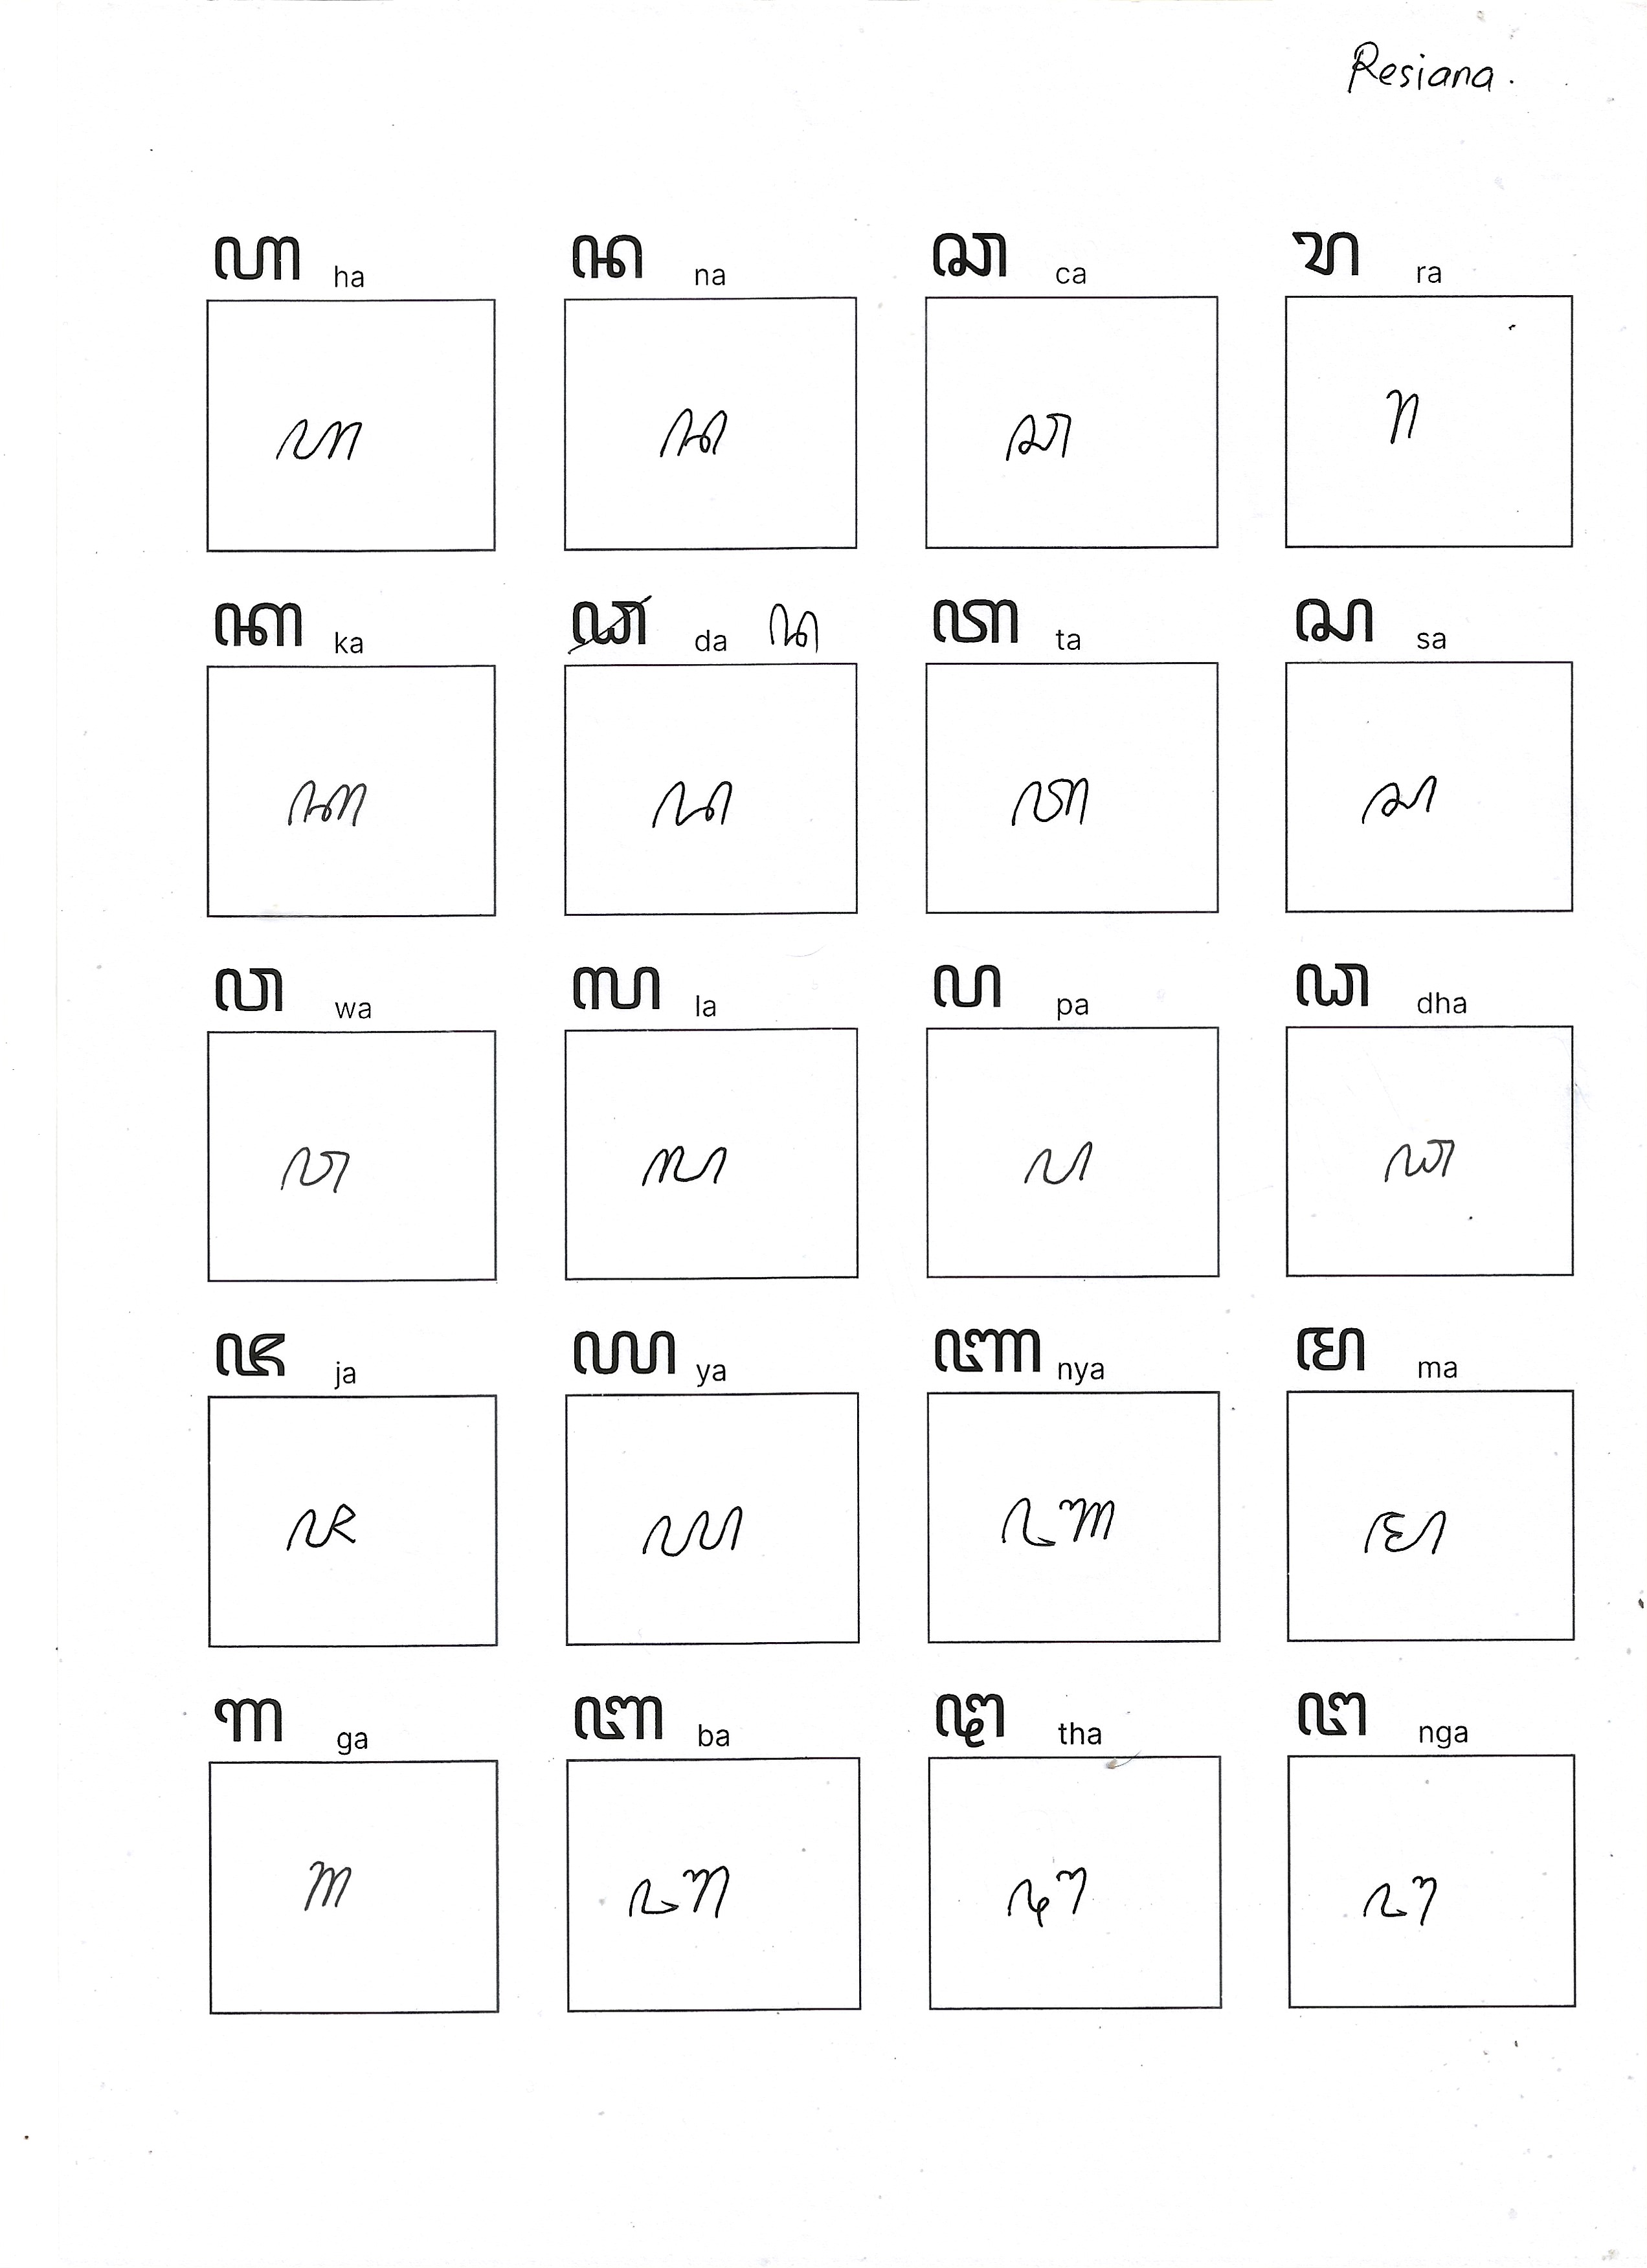 Resiana.
ꦲ ha ꦤ na ꦕ ca ꦬ ra
ꦲ ꦤ ꦕ ꦫ
ꦏ ka ꦣ da ꦢ ꦠ ta ꦱ sa
ꦏ ꦢ ꦠ ꦱ
ꦮ wa ꦭ la ꦥ pa ꦝ dha
ꦮ ꦭ ꦥ ꦝ
ꦗ ja ꦪ ya ꦚ nya ꦩ ma
ꦗ ꦪ ꦚ ꦩ
ꦒ ga ꦧ ba ꦛ tha ꦔ nga
ꦒ ꦧ ꦛ ꦔ